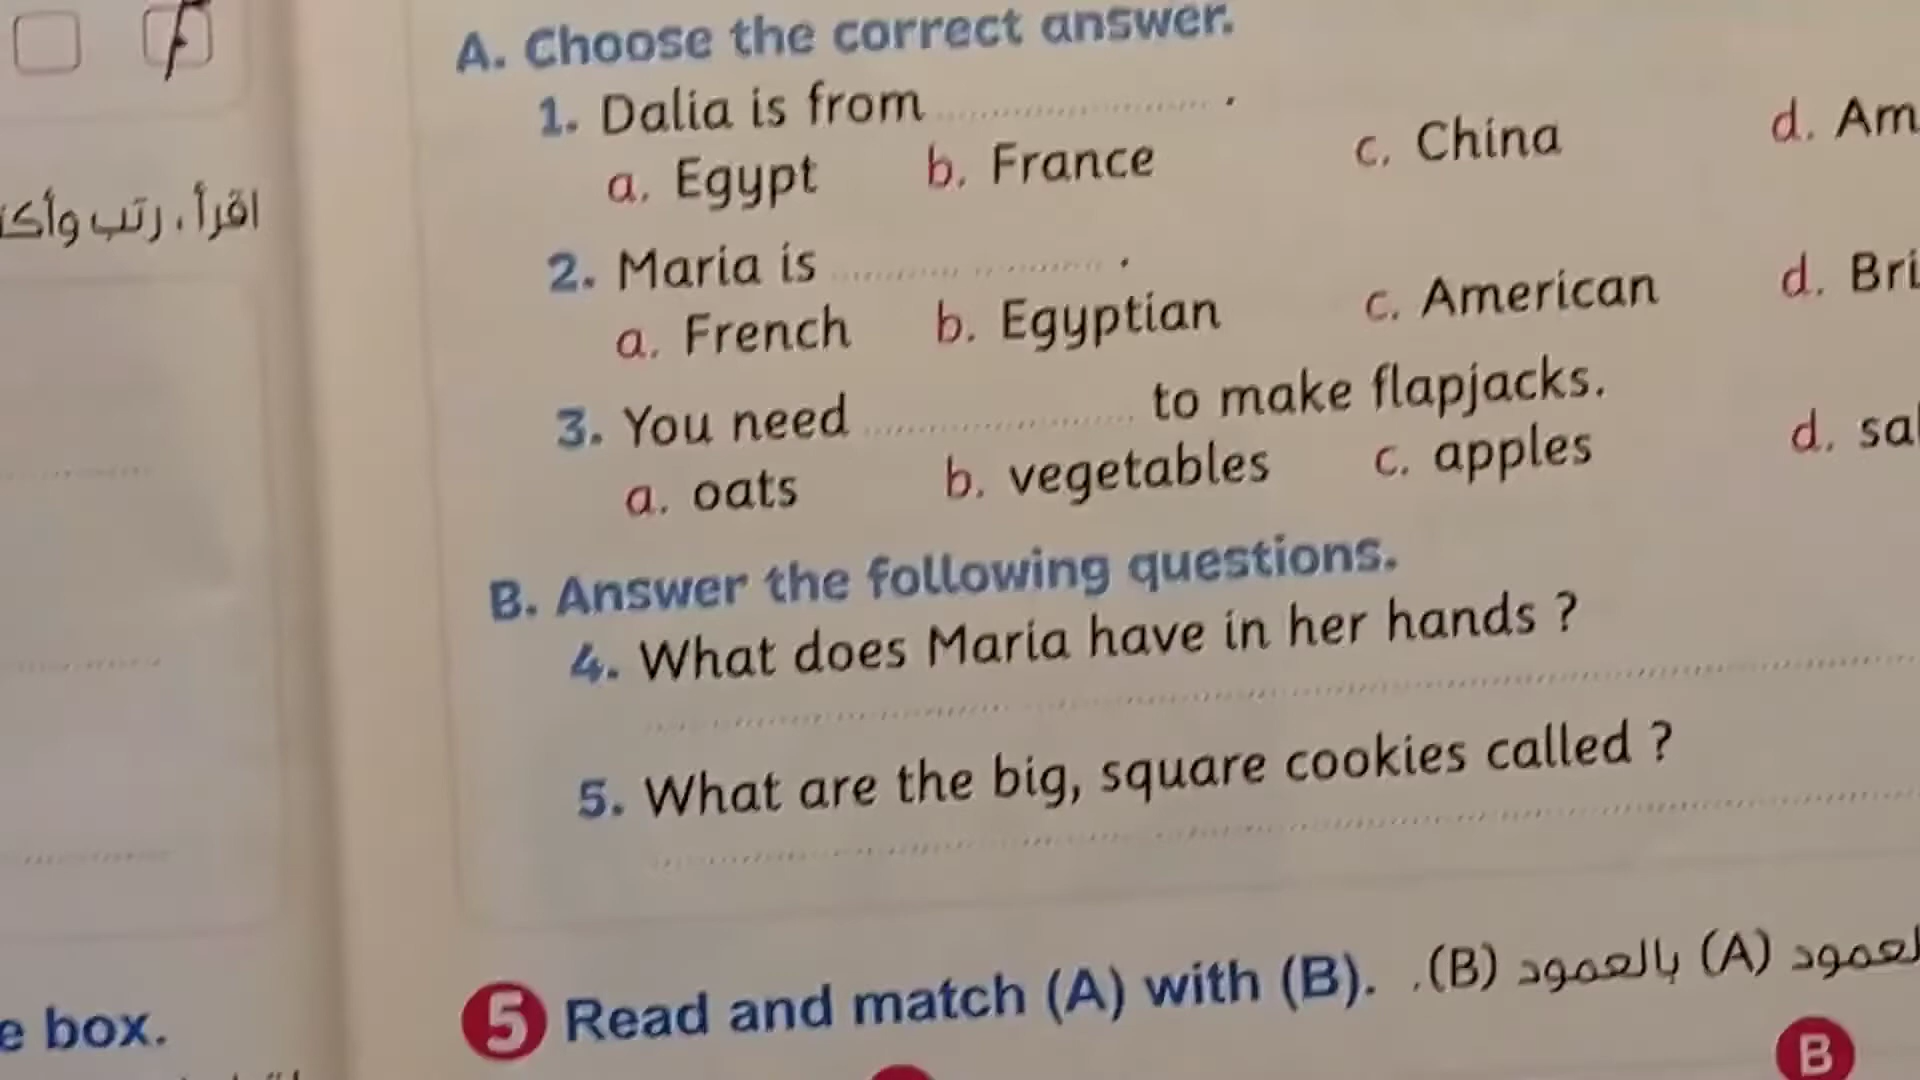 A. Choose the correct answer.
1. Dalia is from .................... .
a. Egypt b. France c. China d. Am
2. Maria is .................... .
a. French b. Egyptian c. American d. Bri
3. You need .................... to make flapjacks.
a. oats b. vegetables c. apples d. sal
B. Answer the following questions.
4. What does Maria have in her hands ?
5. What are the big, square cookies called ?
5 Read and match (A) with (B). لعمود (A) بالعمود (B).
B
اقرأ، رتب وأكت
e box.